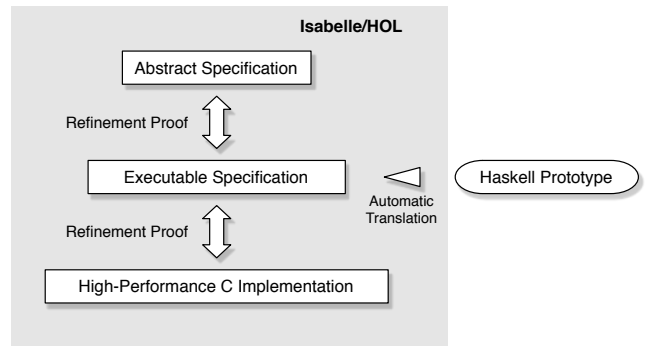 Isabelle/HOL
Abstract Specification
Refinement Proof
Executable Specification
Automatic
Translation
Haskell Prototype
Refinement Proof
High-Performance C Implementation